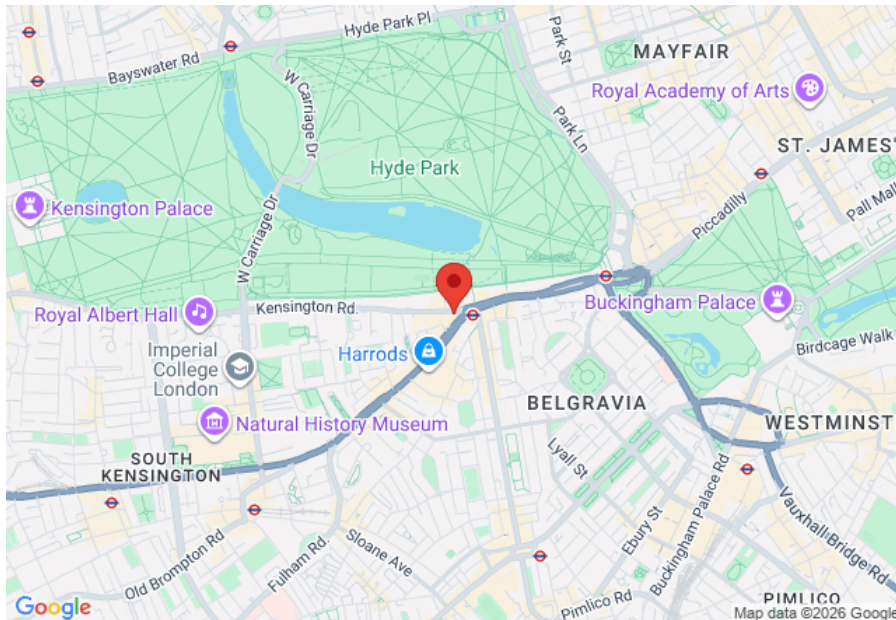 Hyde Park Pl
Bayswater Rd
W Carriage Dr
Park St
MAYFAIR
Royal Academy of Arts
Park Ln
ST. JAMES'
Hyde Park
Kensington Palace
W Carriage Dr
Piccadilly
Pall Mall
Kensington Rd.
Royal Albert Hall
Buckingham Palace
Imperial
College
London
Harrods
Birdcage Walk
BELGRAVIA
Natural History Museum
WESTMINST
SOUTH
KENSINGTON
Lyall St
Ebury St
Buckingham Palace Rd
Vauxhall Bridge Rd
Old Brompton Rd
Fulham Rd.
Sloane Ave
Pimlico Rd
PIMLICO
Google
Map data ©2026 Google